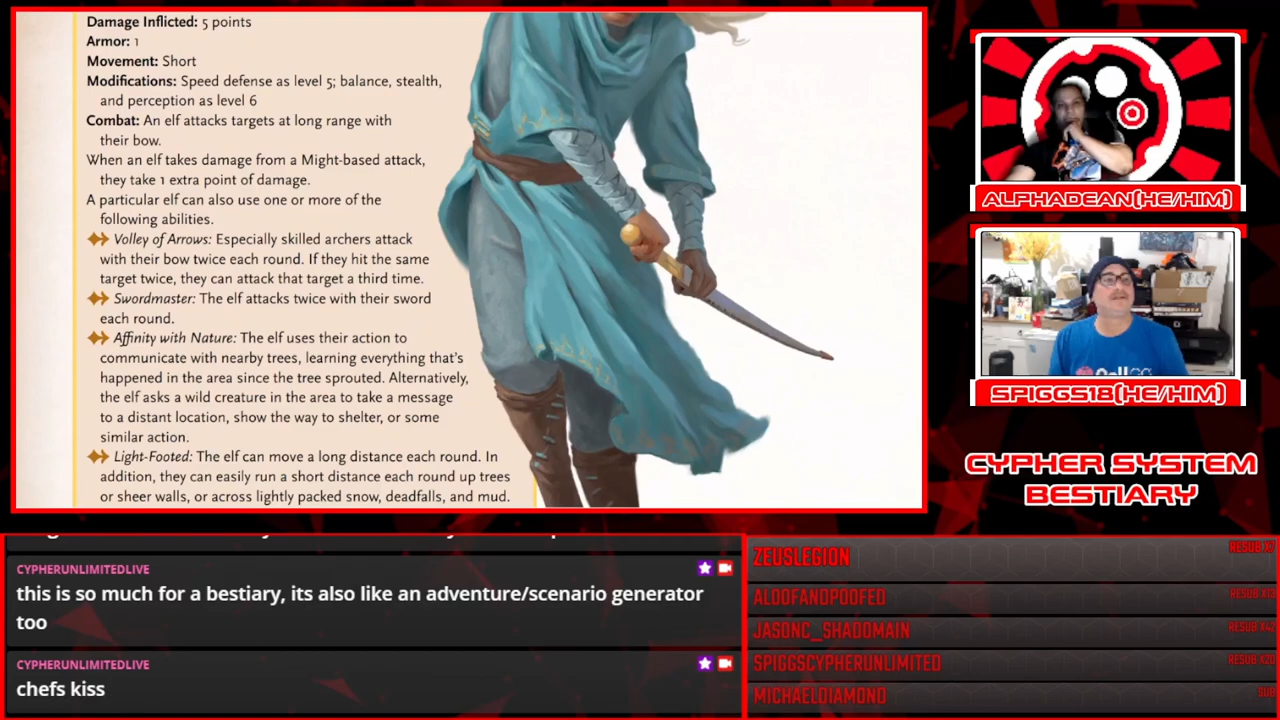 Damage Inflicted: 5 points
Armor: 1
Movement: Short
Modifications: Speed defense as level 5; balance, stealth,
and perception as level 6
Combat: An elf attacks targets at long range with
their bow.
When an elf takes damage from a Might-based attack,
they take 1 extra point of damage.
A particular elf can also use one or more of the
following abilities.
Volley of Arrows: Especially skilled archers attack
with their bow twice each round. If they hit the same
target twice, they can attack that target a third time.
Swordmaster: The elf attacks twice with their sword
each round.
Affinity with Nature: The elf uses their action to
communicate with nearby trees, learning everything that's
happened in the area since the tree sprouted. Alternatively,
the elf asks a wild creature in the area to take a message
to a distant location, show the way to shelter, or some
similar action.
Light-Footed: The elf can move a long distance each round. In
addition, they can easily run a short distance each round up trees
or sheer walls, or across lightly packed snow, deadfalls, and mud.
ALPHADEAN(HE/HIM)
SPIGGS18(HE/HIM)
CYPHER SYSTEM
BESTIARY
CYPHERUNLIMITEDLIVE
this is so much for a bestiary, its also like an adventure/scenario generator
too
CYPHERUNLIMITEDLIVE
chefs kiss
ZEUSLEGION RESUB X7
ALOOFANDPOOFED RESUB
JASONC_SHADOMAIN RESUB
SPIGGSCYPHERUNLIMITED RESUB
MICHAELDIAMOND SUB